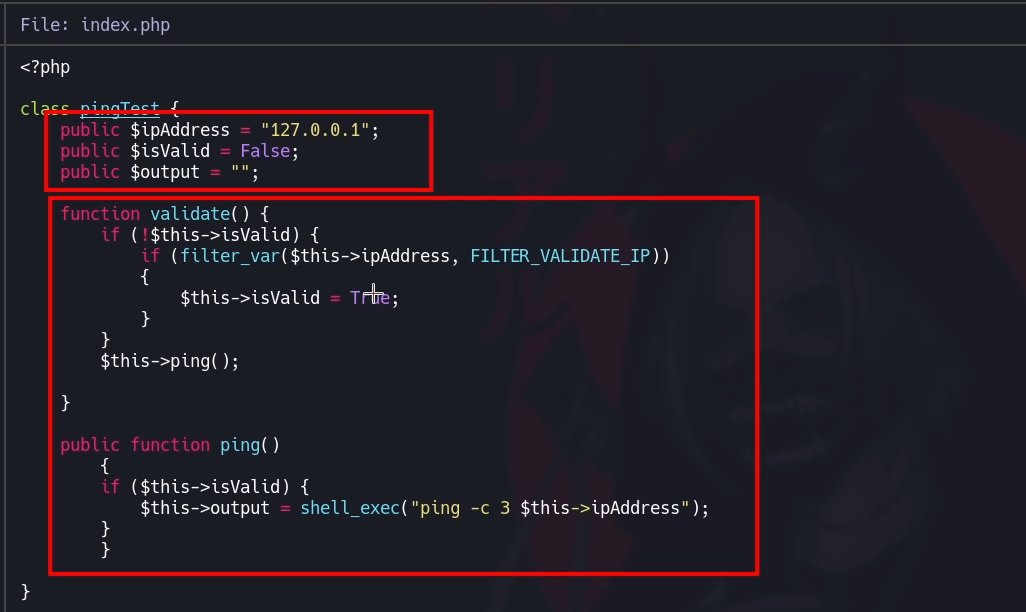 File: index.php
<?php
class pingTest {
public $ipAddress = "127.0.0.1";
public $isValid = False;
public $output = "";
function validate() {
if (!$this->isValid) {
if (filter_var($this->ipAddress, FILTER_VALIDATE_IP))
{
$this->isValid = True;
}
}
$this->ping();
}
public function ping()
{
if ($this->isValid) {
$this->output = shell_exec("ping -c 3 $this->ipAddress");
}
}
}